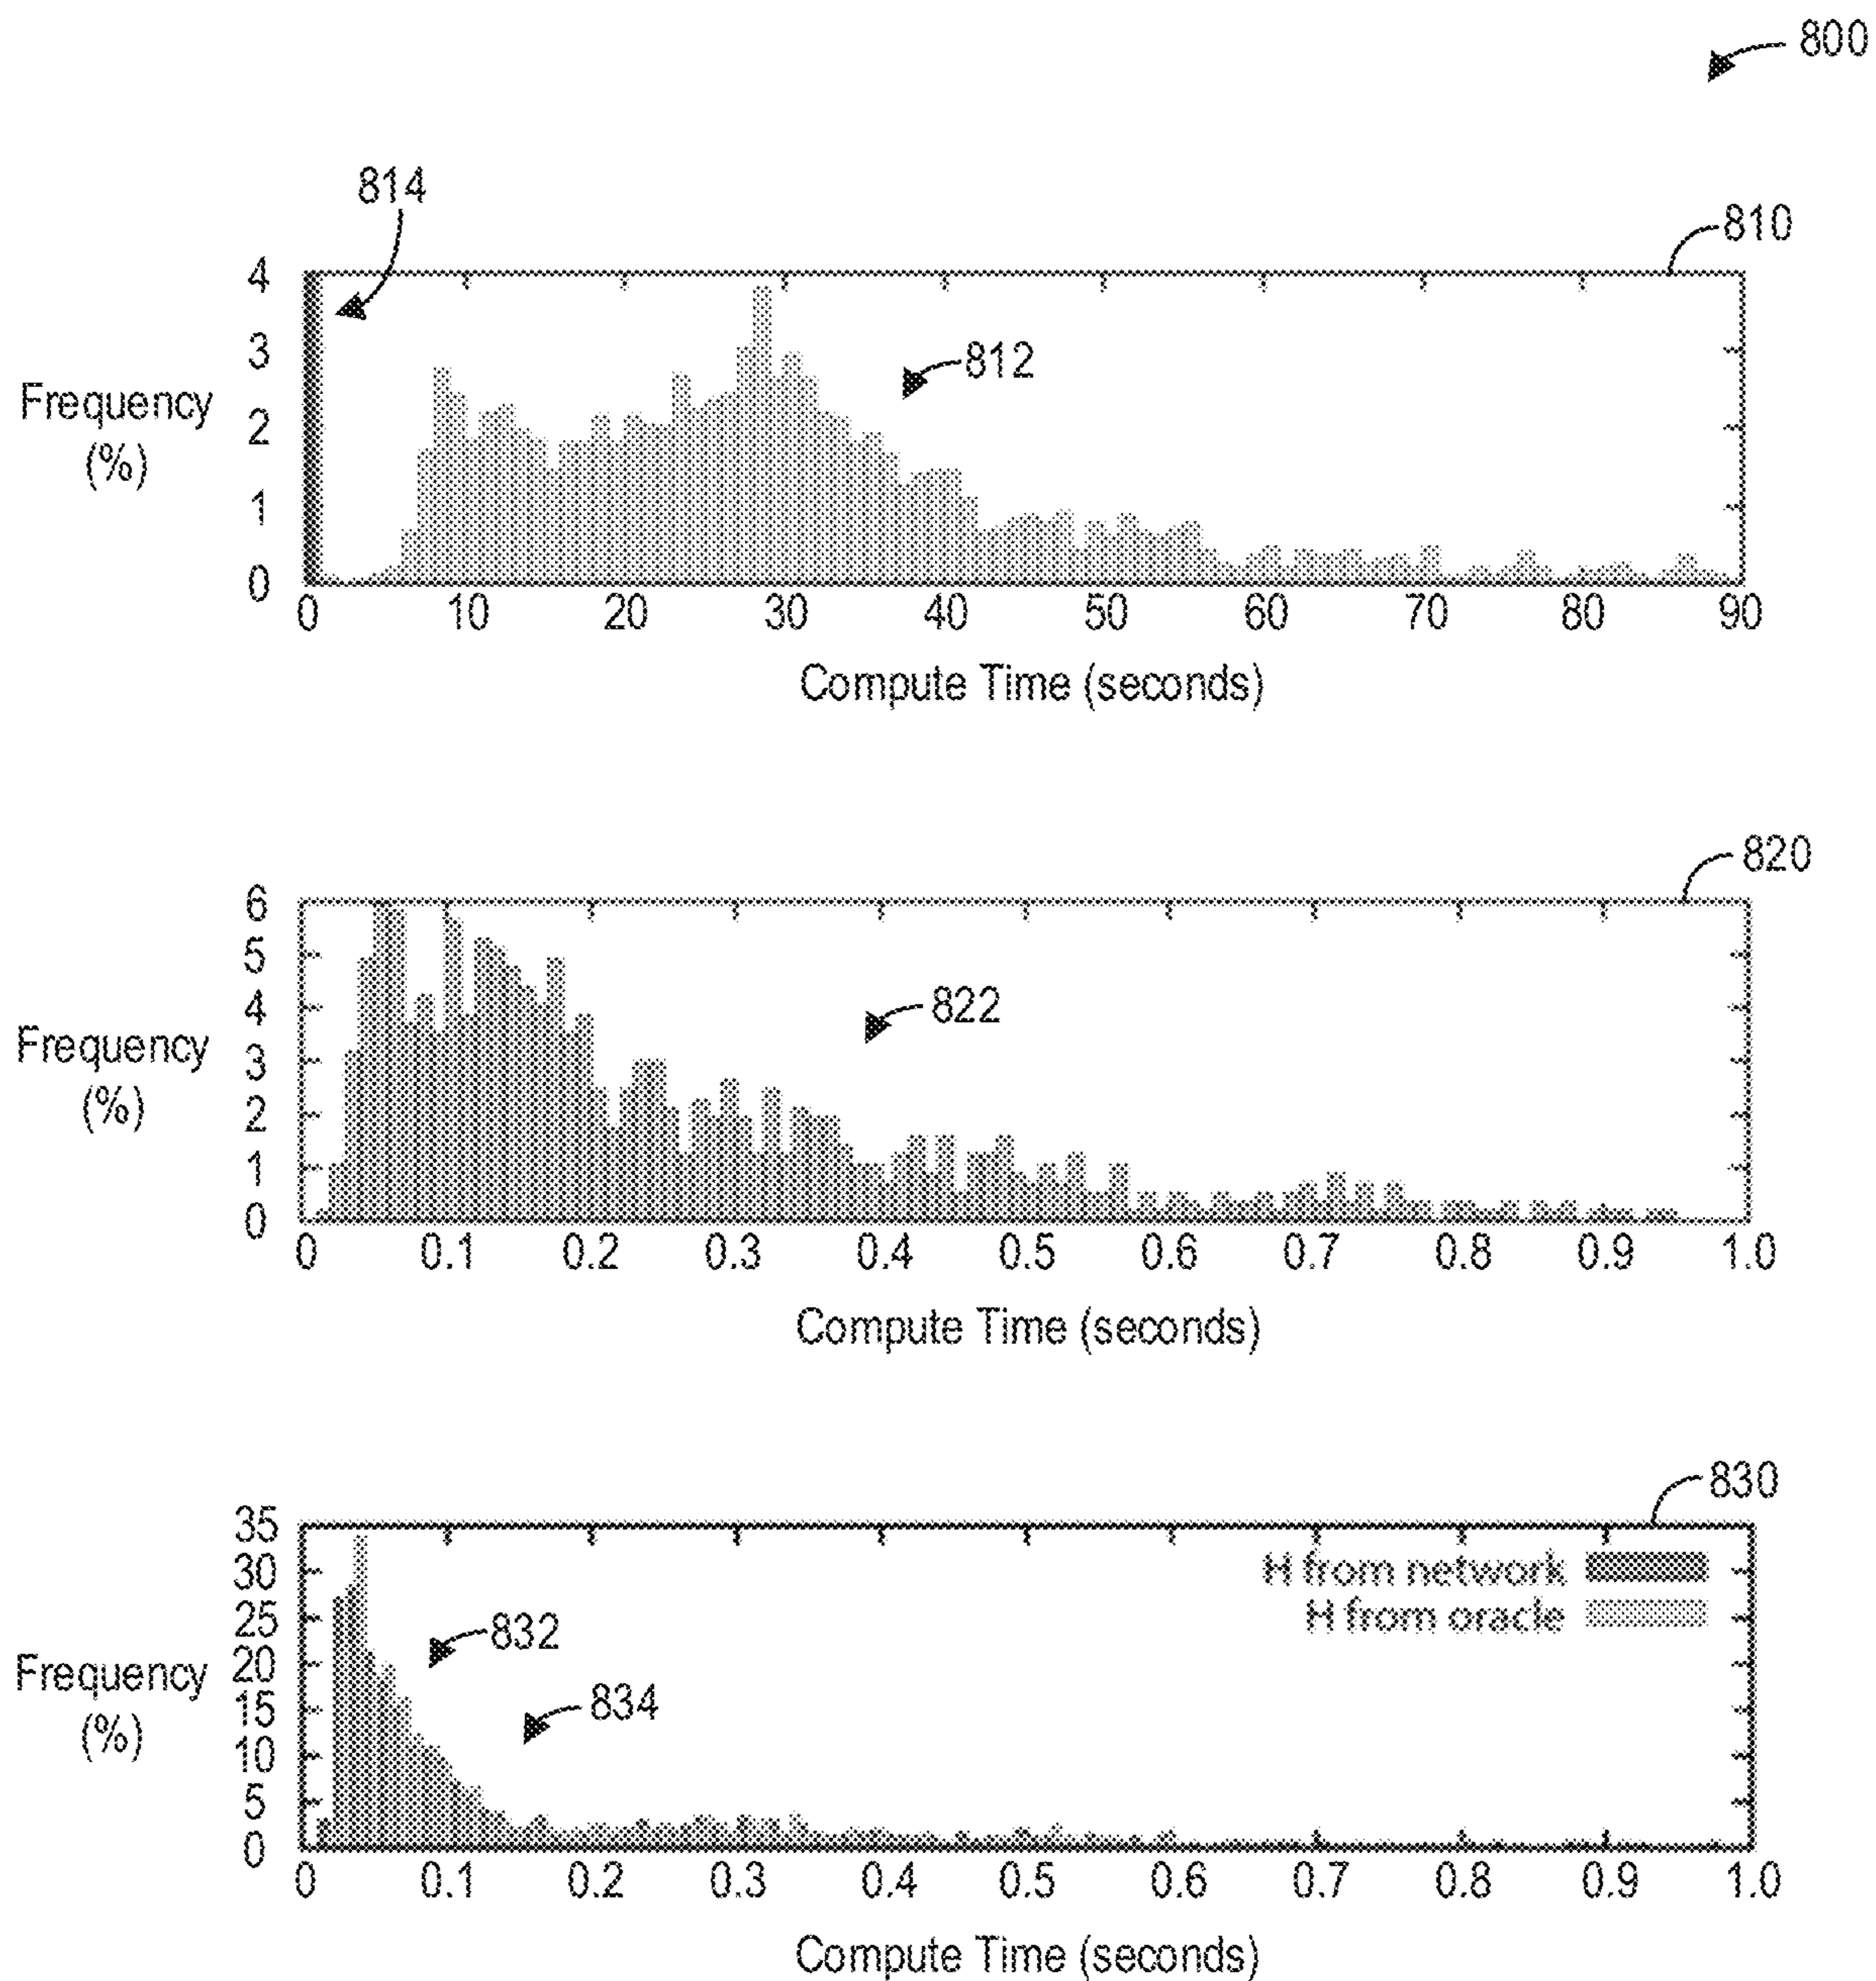 800
814
810
4
3
2
1
0
Frequency
(%)
812
0 10 20 30 40 50 60 70 80 90
Compute Time (seconds)
820
6
5
4
3
2
1
0
Frequency
(%)
822
0 0.1 0.2 0.3 0.4 0.5 0.6 0.7 0.8 0.9 1.0
Compute Time (seconds)
830
35
30
25
20
15
10
5
0
Frequency
(%)
H from network
H from oracle
832
834
0 0.1 0.2 0.3 0.4 0.5 0.6 0.7 0.8 0.9 1.0
Compute Time (seconds)